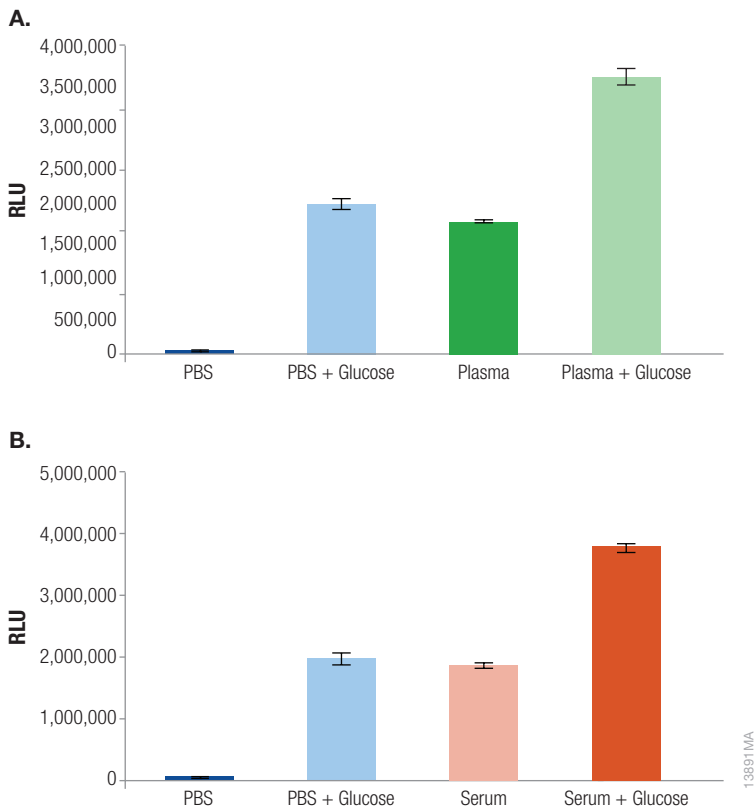 A.
4,000,000
3,500,000
3,000,000
2,500,000
2,000,000
1,500,000
1,000,000
500,000
0
RLU
PBS
PBS + Glucose
Plasma
Plasma + Glucose
B.
5,000,000
4,000,000
3,000,000
2,000,000
1,000,000
0
RLU
PBS
PBS + Glucose
Serum
Serum + Glucose
13891MA